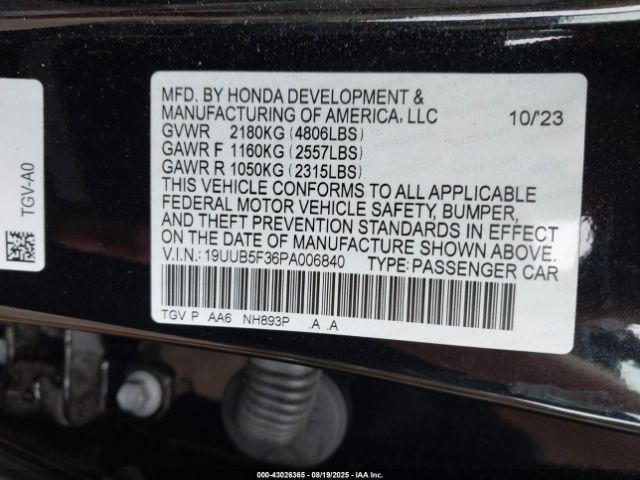 TGV-A0
MFD. BY HONDA DEVELOPMENT &
MANUFACTURING OF AMERICA, LLC 10/'23
GVWR 2180KG (4806LBS)
GAWR F 1160KG (2557LBS)
GAWR R 1050KG (2315LBS)
THIS VEHICLE CONFORMS TO ALL APPLICABLE
FEDERAL MOTOR VEHICLE SAFETY, BUMPER,
AND THEFT PREVENTION STANDARDS IN EFFECT
ON THE DATE OF MANUFACTURE SHOWN ABOVE.
V.I.N.: 19UUB5F36PA006840 TYPE: PASSENGER CAR
TGV P AA6 NH893P .A .A
000-43026365 - 08/19/2025 - IAA Inc.